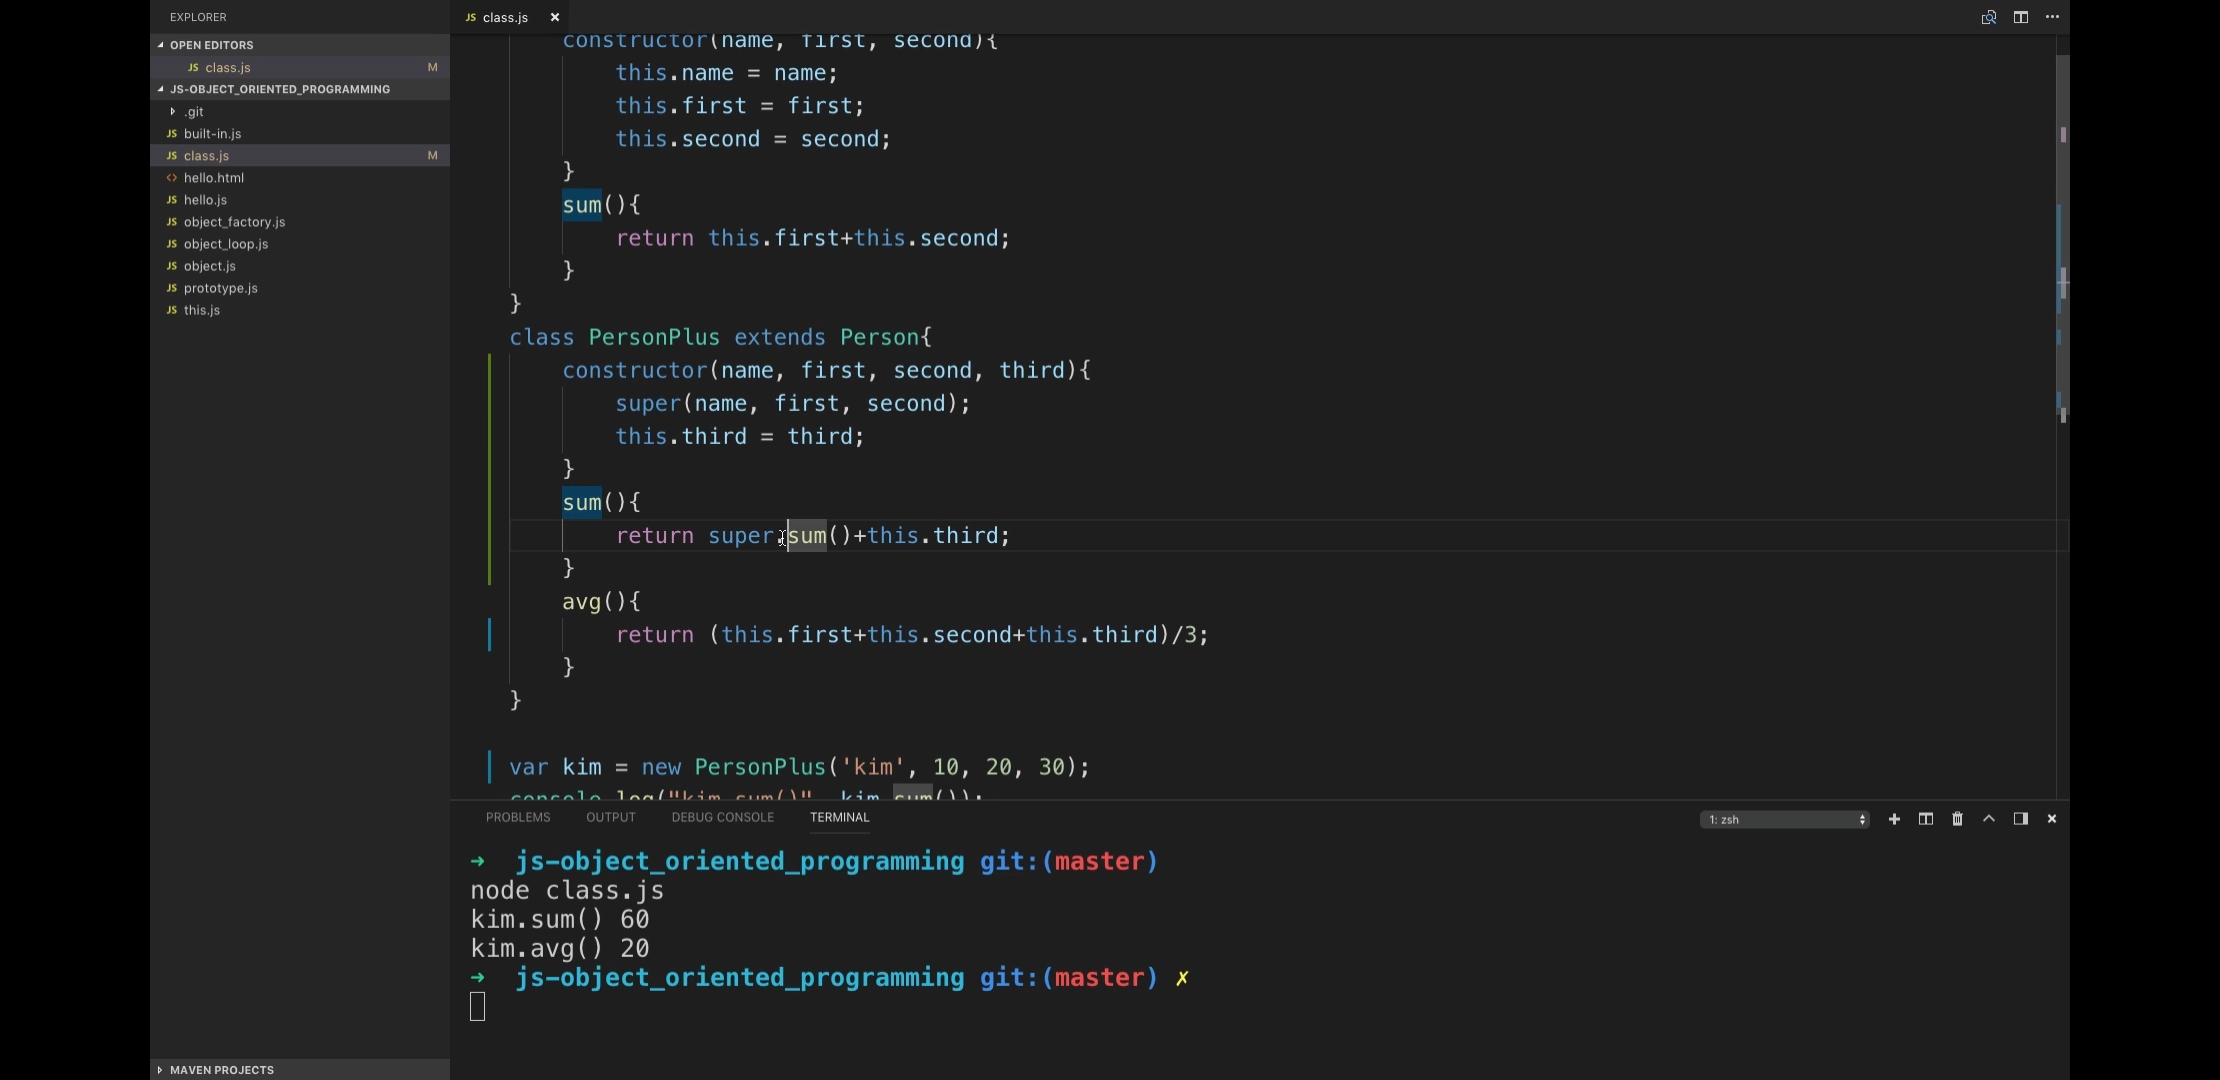 EXPLORER
OPEN EDITORS
JS class.js M
JS-OBJECT_ORIENTED_PROGRAMMING
.git
JS built-in.js
JS class.js M
<> hello.html
JS hello.js
JS object_factory.js
JS object_loop.js
JS object.js
JS prototype.js
JS this.js
MAVEN PROJECTS
JS class.js ×
constructor(name, first, second){
this.name = name;
this.first = first;
this.second = second;
}
sum(){
return this.first+this.second;
}
}
class PersonPlus extends Person{
constructor(name, first, second, third){
super(name, first, second);
this.third = third;
}
sum(){
return super.sum()+this.third;
}
avg(){
return (this.first+this.second+this.third)/3;
}
}
var kim = new PersonPlus('kim', 10, 20, 30);
console.log("kim.sum()", kim.sum());
PROBLEMS OUTPUT DEBUG CONSOLE TERMINAL 1: zsh
➜ js-object_oriented_programming git:(master)
node class.js
kim.sum() 60
kim.avg() 20
➜ js-object_oriented_programming git:(master) ✗